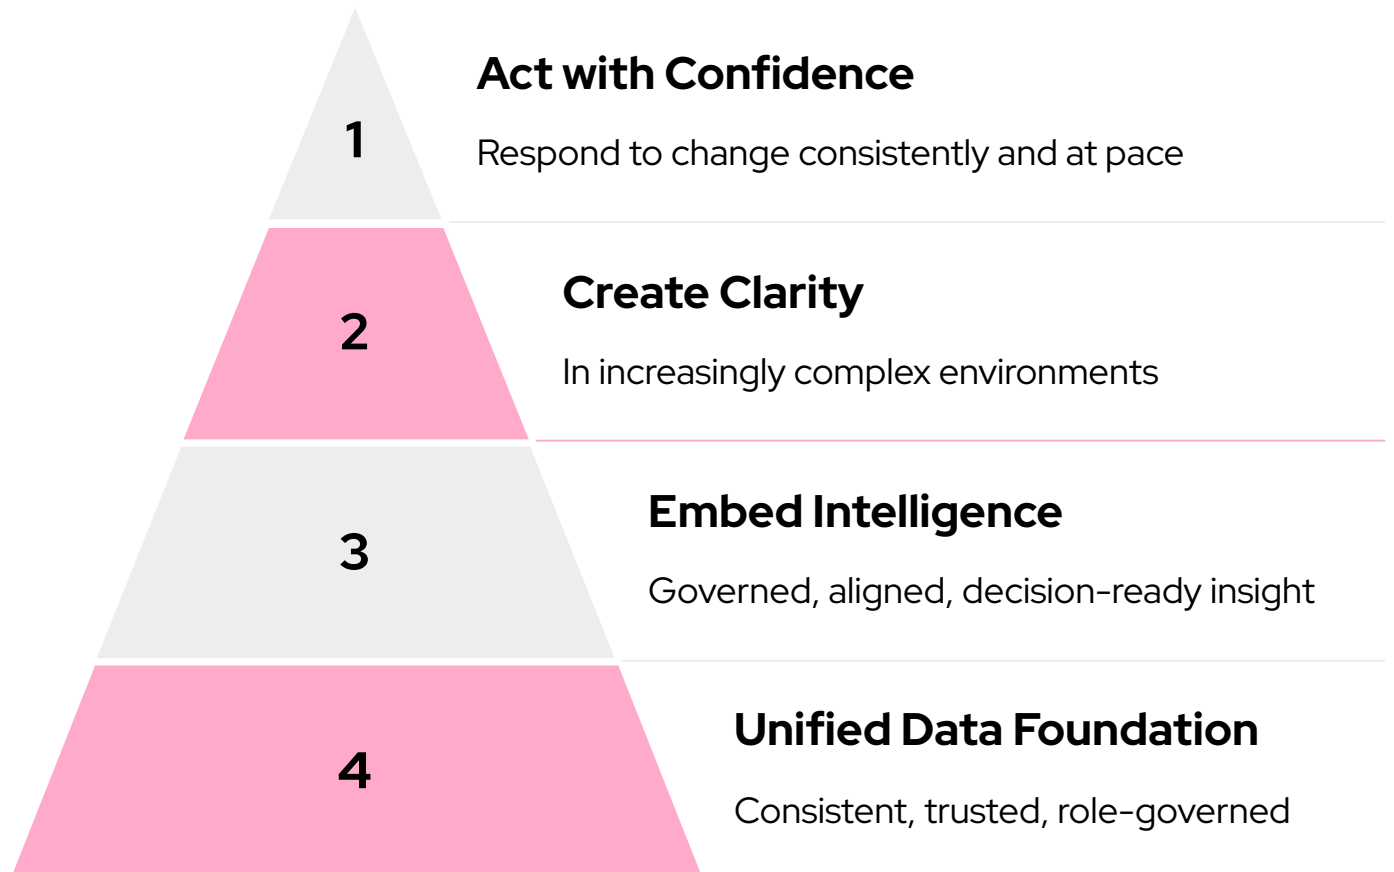 Act with Confidence
1
Respond to change consistently and at pace
Create Clarity
2
In increasingly complex environments
Embed Intelligence
3
Governed, aligned, decision-ready insight
Unified Data Foundation
4
Consistent, trusted, role-governed